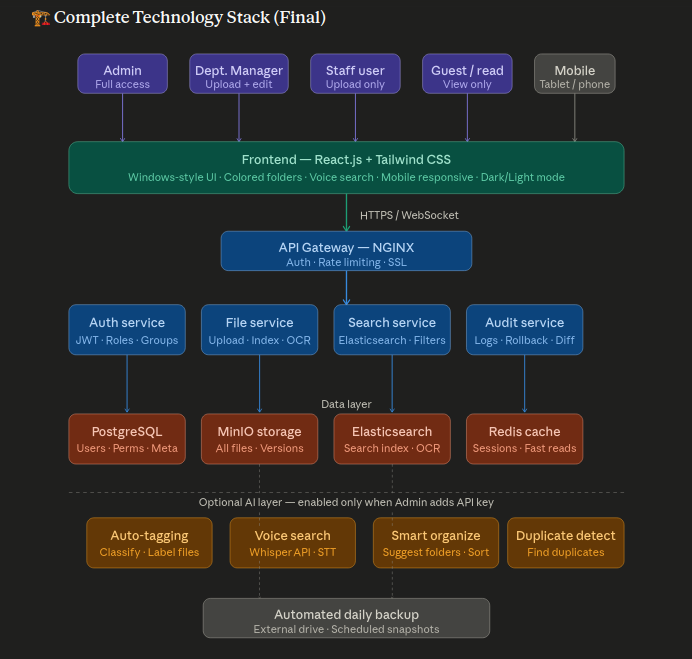 🏗️ Complete Technology Stack (Final)
Admin
Full access
Dept. Manager
Upload + edit
Staff user
Upload only
Guest / read
View only
Mobile
Tablet / phone
Frontend — React.js + Tailwind CSS
Windows-style UI · Colored folders · Voice search · Mobile responsive · Dark/Light mode
HTTPS / WebSocket
API Gateway — NGINX
Auth · Rate limiting · SSL
Auth service
JWT · Roles · Groups
File service
Upload · Index · OCR
Search service
Elasticsearch · Filters
Audit service
Logs · Rollback · Diff
Data layer
PostgreSQL
Users · Perms · Meta
MinIO storage
All files · Versions
Elasticsearch
Search index · OCR
Redis cache
Sessions · Fast reads
Optional AI layer — enabled only when Admin adds API key
Auto-tagging
Classify · Label files
Voice search
Whisper API · STT
Smart organize
Suggest folders · Sort
Duplicate detect
Find duplicates
Automated daily backup
External drive · Scheduled snapshots